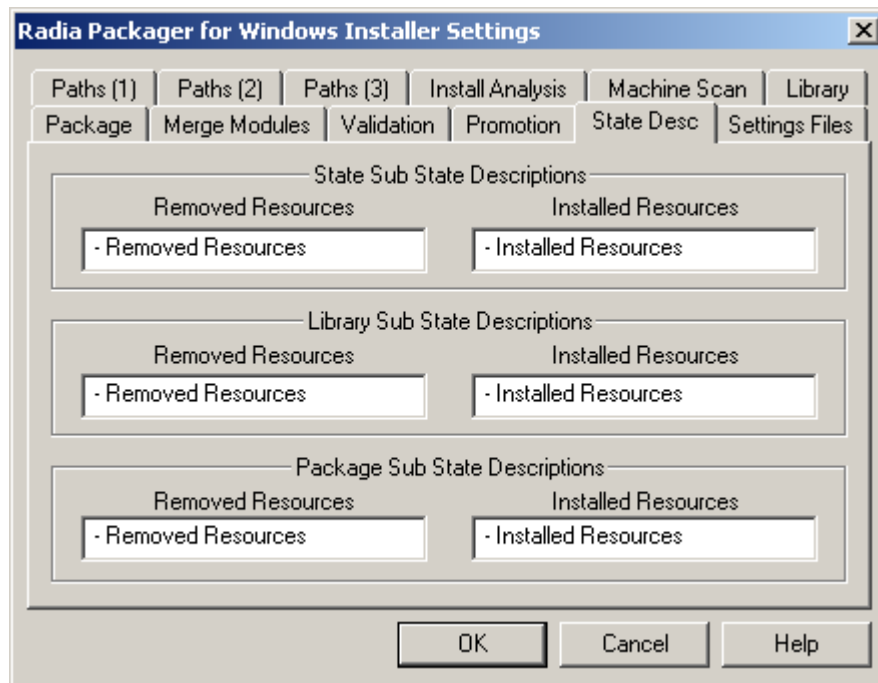 Radia Packager for Windows Installer Settings
Paths (1) Paths (2) Paths (3) Install Analysis Machine Scan Library
Package Merge Modules Validation Promotion State Desc Settings Files
State Sub State Descriptions
Removed Resources Installed Resources
- Removed Resources - Installed Resources
Library Sub State Descriptions
Removed Resources Installed Resources
- Removed Resources - Installed Resources
Package Sub State Descriptions
Removed Resources Installed Resources
- Removed Resources - Installed Resources
OK Cancel Help